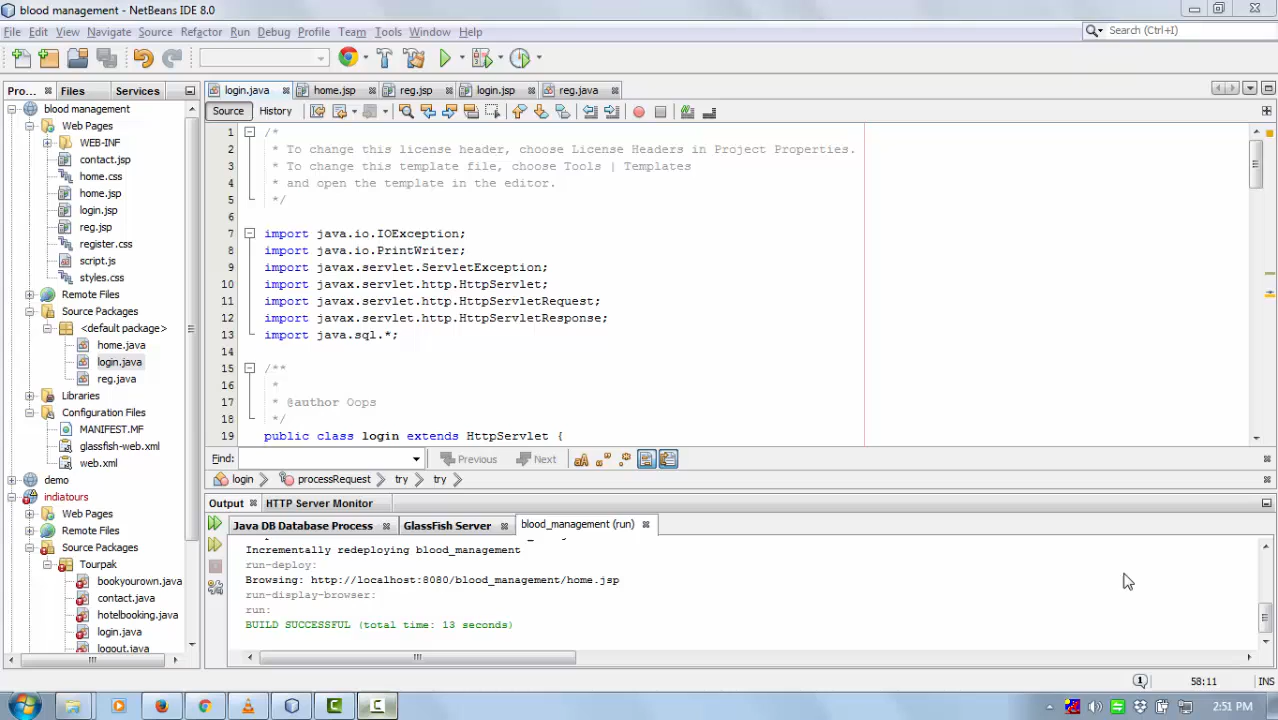 blood management - NetBeans IDE 8.0
File Edit View Navigate Source Refactor Run Debug Profile Team Tools Window Help
Search (Ctrl+I)
Pro... Files Services
login.java home.jsp reg.jsp login.jsp reg.java
Source History
blood management
Web Pages
WEB-INF
contact.jsp
home.css
home.jsp
login.jsp
reg.jsp
register.css
script.js
styles.css
Remote Files
Source Packages
<default package>
home.java
login.java
reg.java
Libraries
Configuration Files
MANIFEST.MF
glassfish-web.xml
web.xml
demo
indiatours
Web Pages
Remote Files
Source Packages
Tourpak
bookyourown.java
contact.java
hotelbooking.java
login.java
logout.java
1 /*
2 * To change this license header, choose License Headers in Project Properties.
3 * To change this template file, choose Tools | Templates
4 * and open the template in the editor.
5 */
6
7 import java.io.IOException;
8 import java.io.PrintWriter;
9 import javax.servlet.ServletException;
10 import javax.servlet.http.HttpServlet;
11 import javax.servlet.http.HttpServletRequest;
12 import javax.servlet.http.HttpServletResponse;
13 import java.sql.*;
14
15 /**
16 *
17 * @author Oops
18 */
19 public class login extends HttpServlet {
Find: Previous Next
login processRequest try try
Output HTTP Server Monitor
Java DB Database Process GlassFish Server blood_management (run)
Incrementally redeploying blood_management
run-deploy:
Browsing: http://localhost:8080/blood_management/home.jsp
run-display-browser:
run:
BUILD SUCCESSFUL (total time: 13 seconds)
58:11 INS
2:51 PM